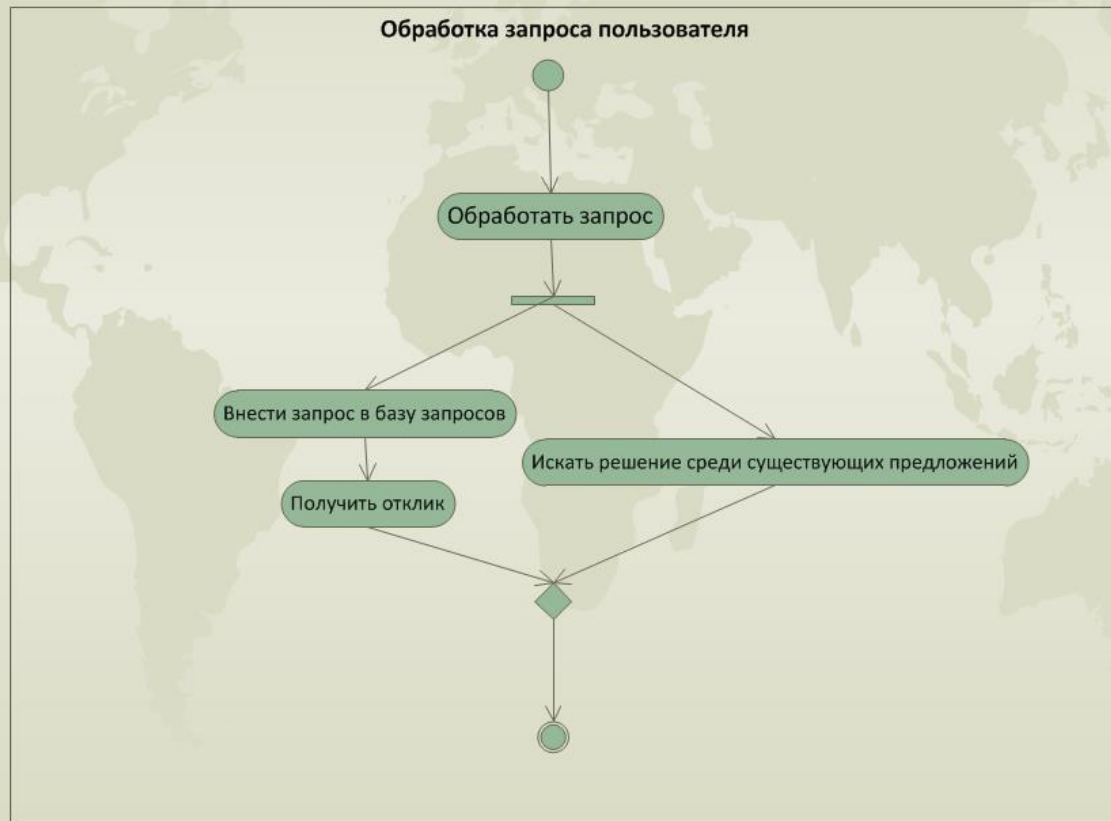 Обработка запроса пользователя
Обработать запрос
Внести запрос в базу запросов
Искать решение среди существующих предложений
Получить отклик